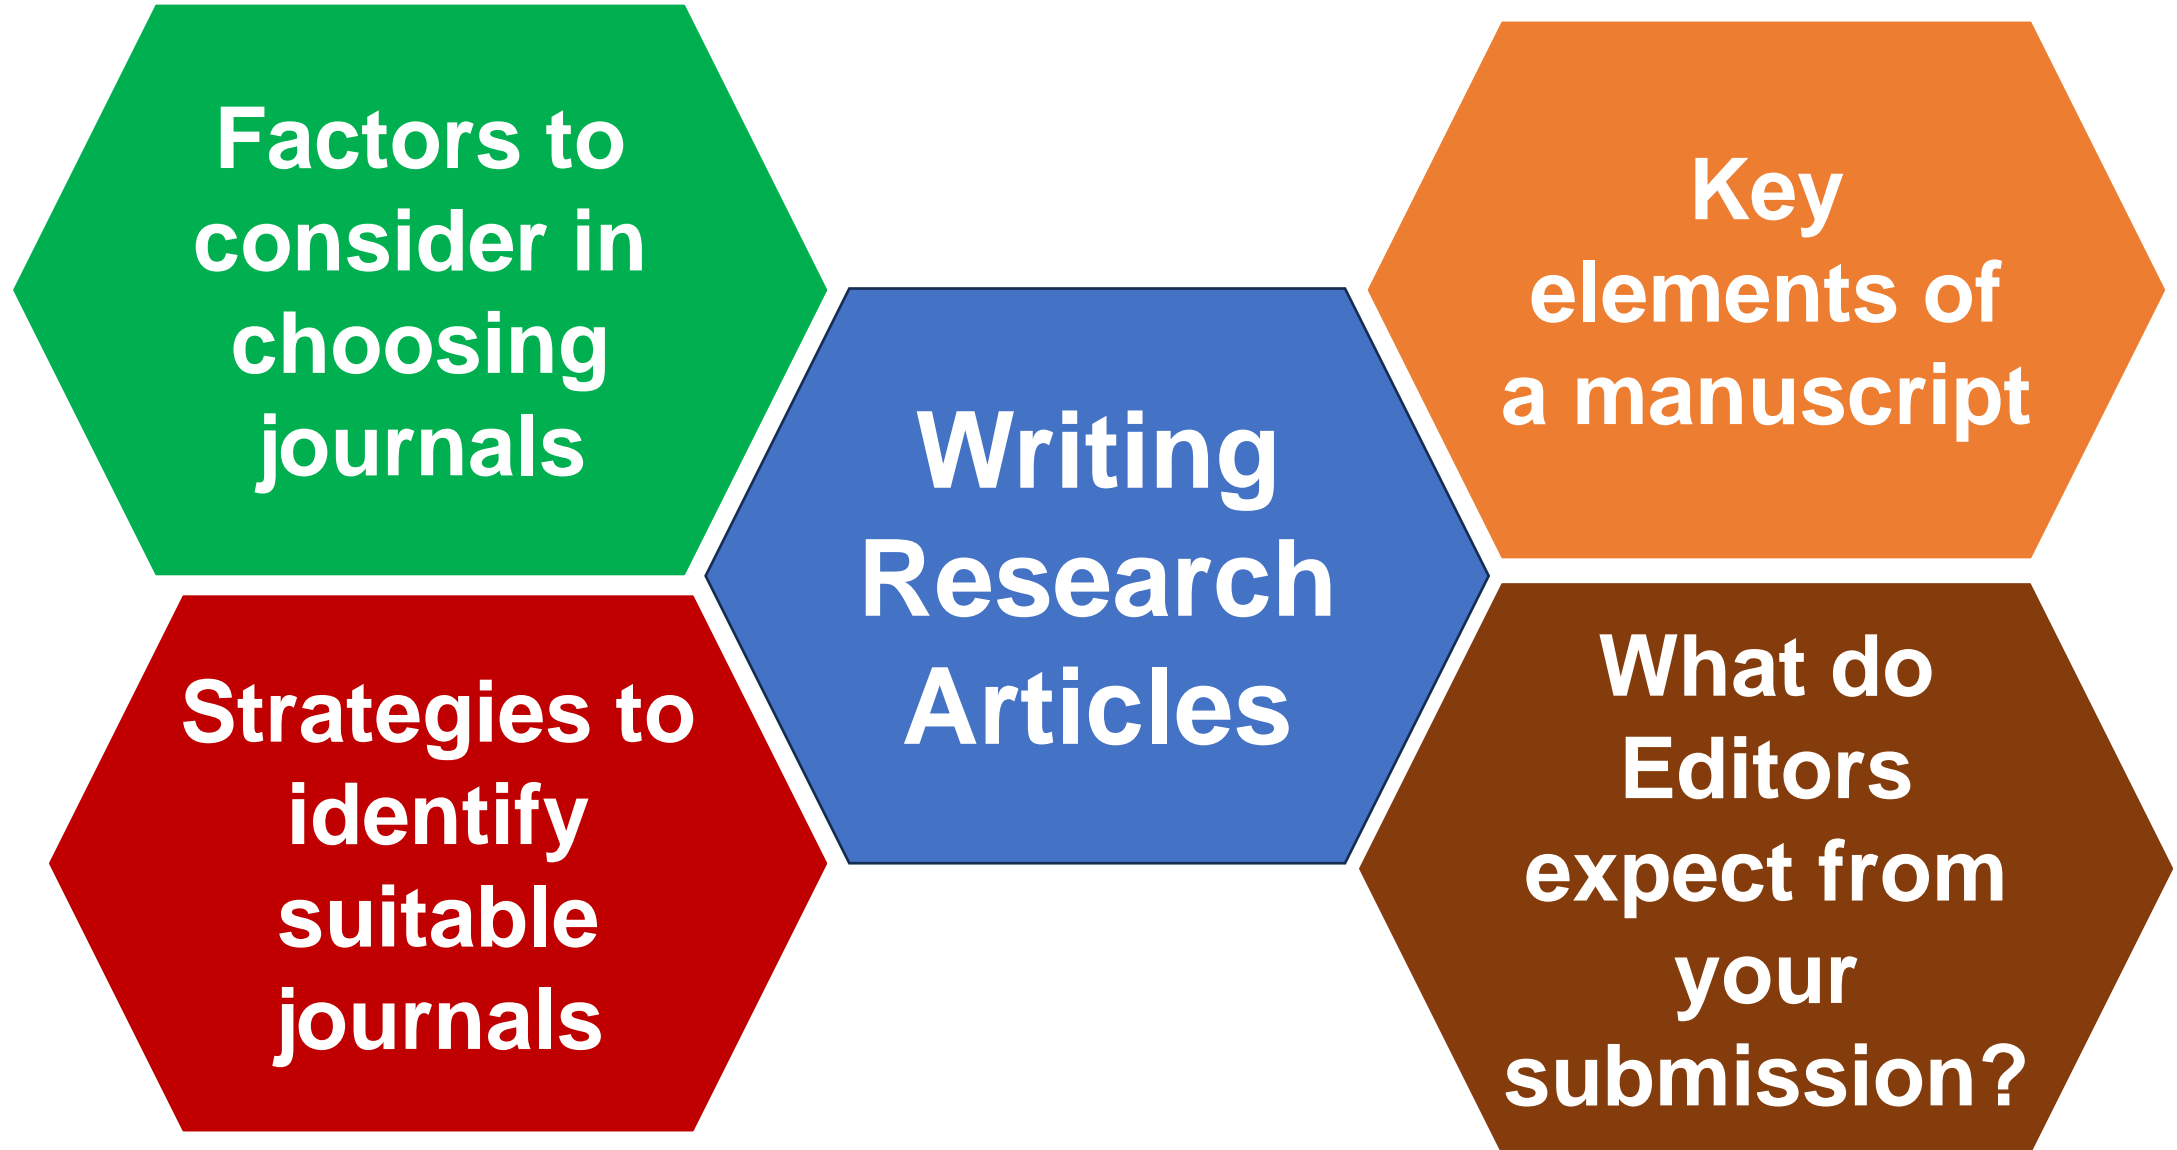 Factors to
consider in
choosing
journals
Strategies to
identify
suitable
journals
Writing
Research
Articles
Key
elements of
a manuscript
What do
Editors
expect from
your
submission?